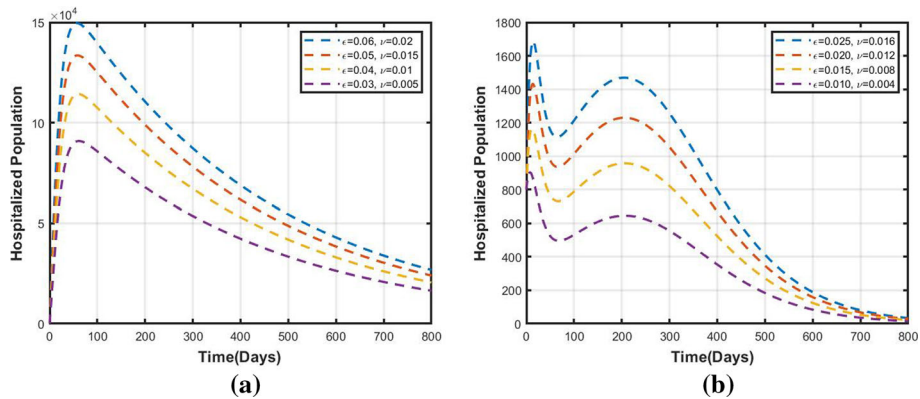 ×10⁴
15
10
5
0
Hospitalized Population
ϵ=0.06, ν=0.02
ϵ=0.05, ν=0.015
ϵ=0.04, ν=0.01
ϵ=0.03, ν=0.005
0 100 200 300 400 500 600 700 800
Time(Days)
(a)
1800
1600
1400
1200
1000
800
600
400
200
0
Hospitalized Population
ϵ=0.025, ν=0.016
ϵ=0.020, ν=0.012
ϵ=0.015, ν=0.008
ϵ=0.010, ν=0.004
0 100 200 300 400 500 600 700 800
Time(Days)
(b)